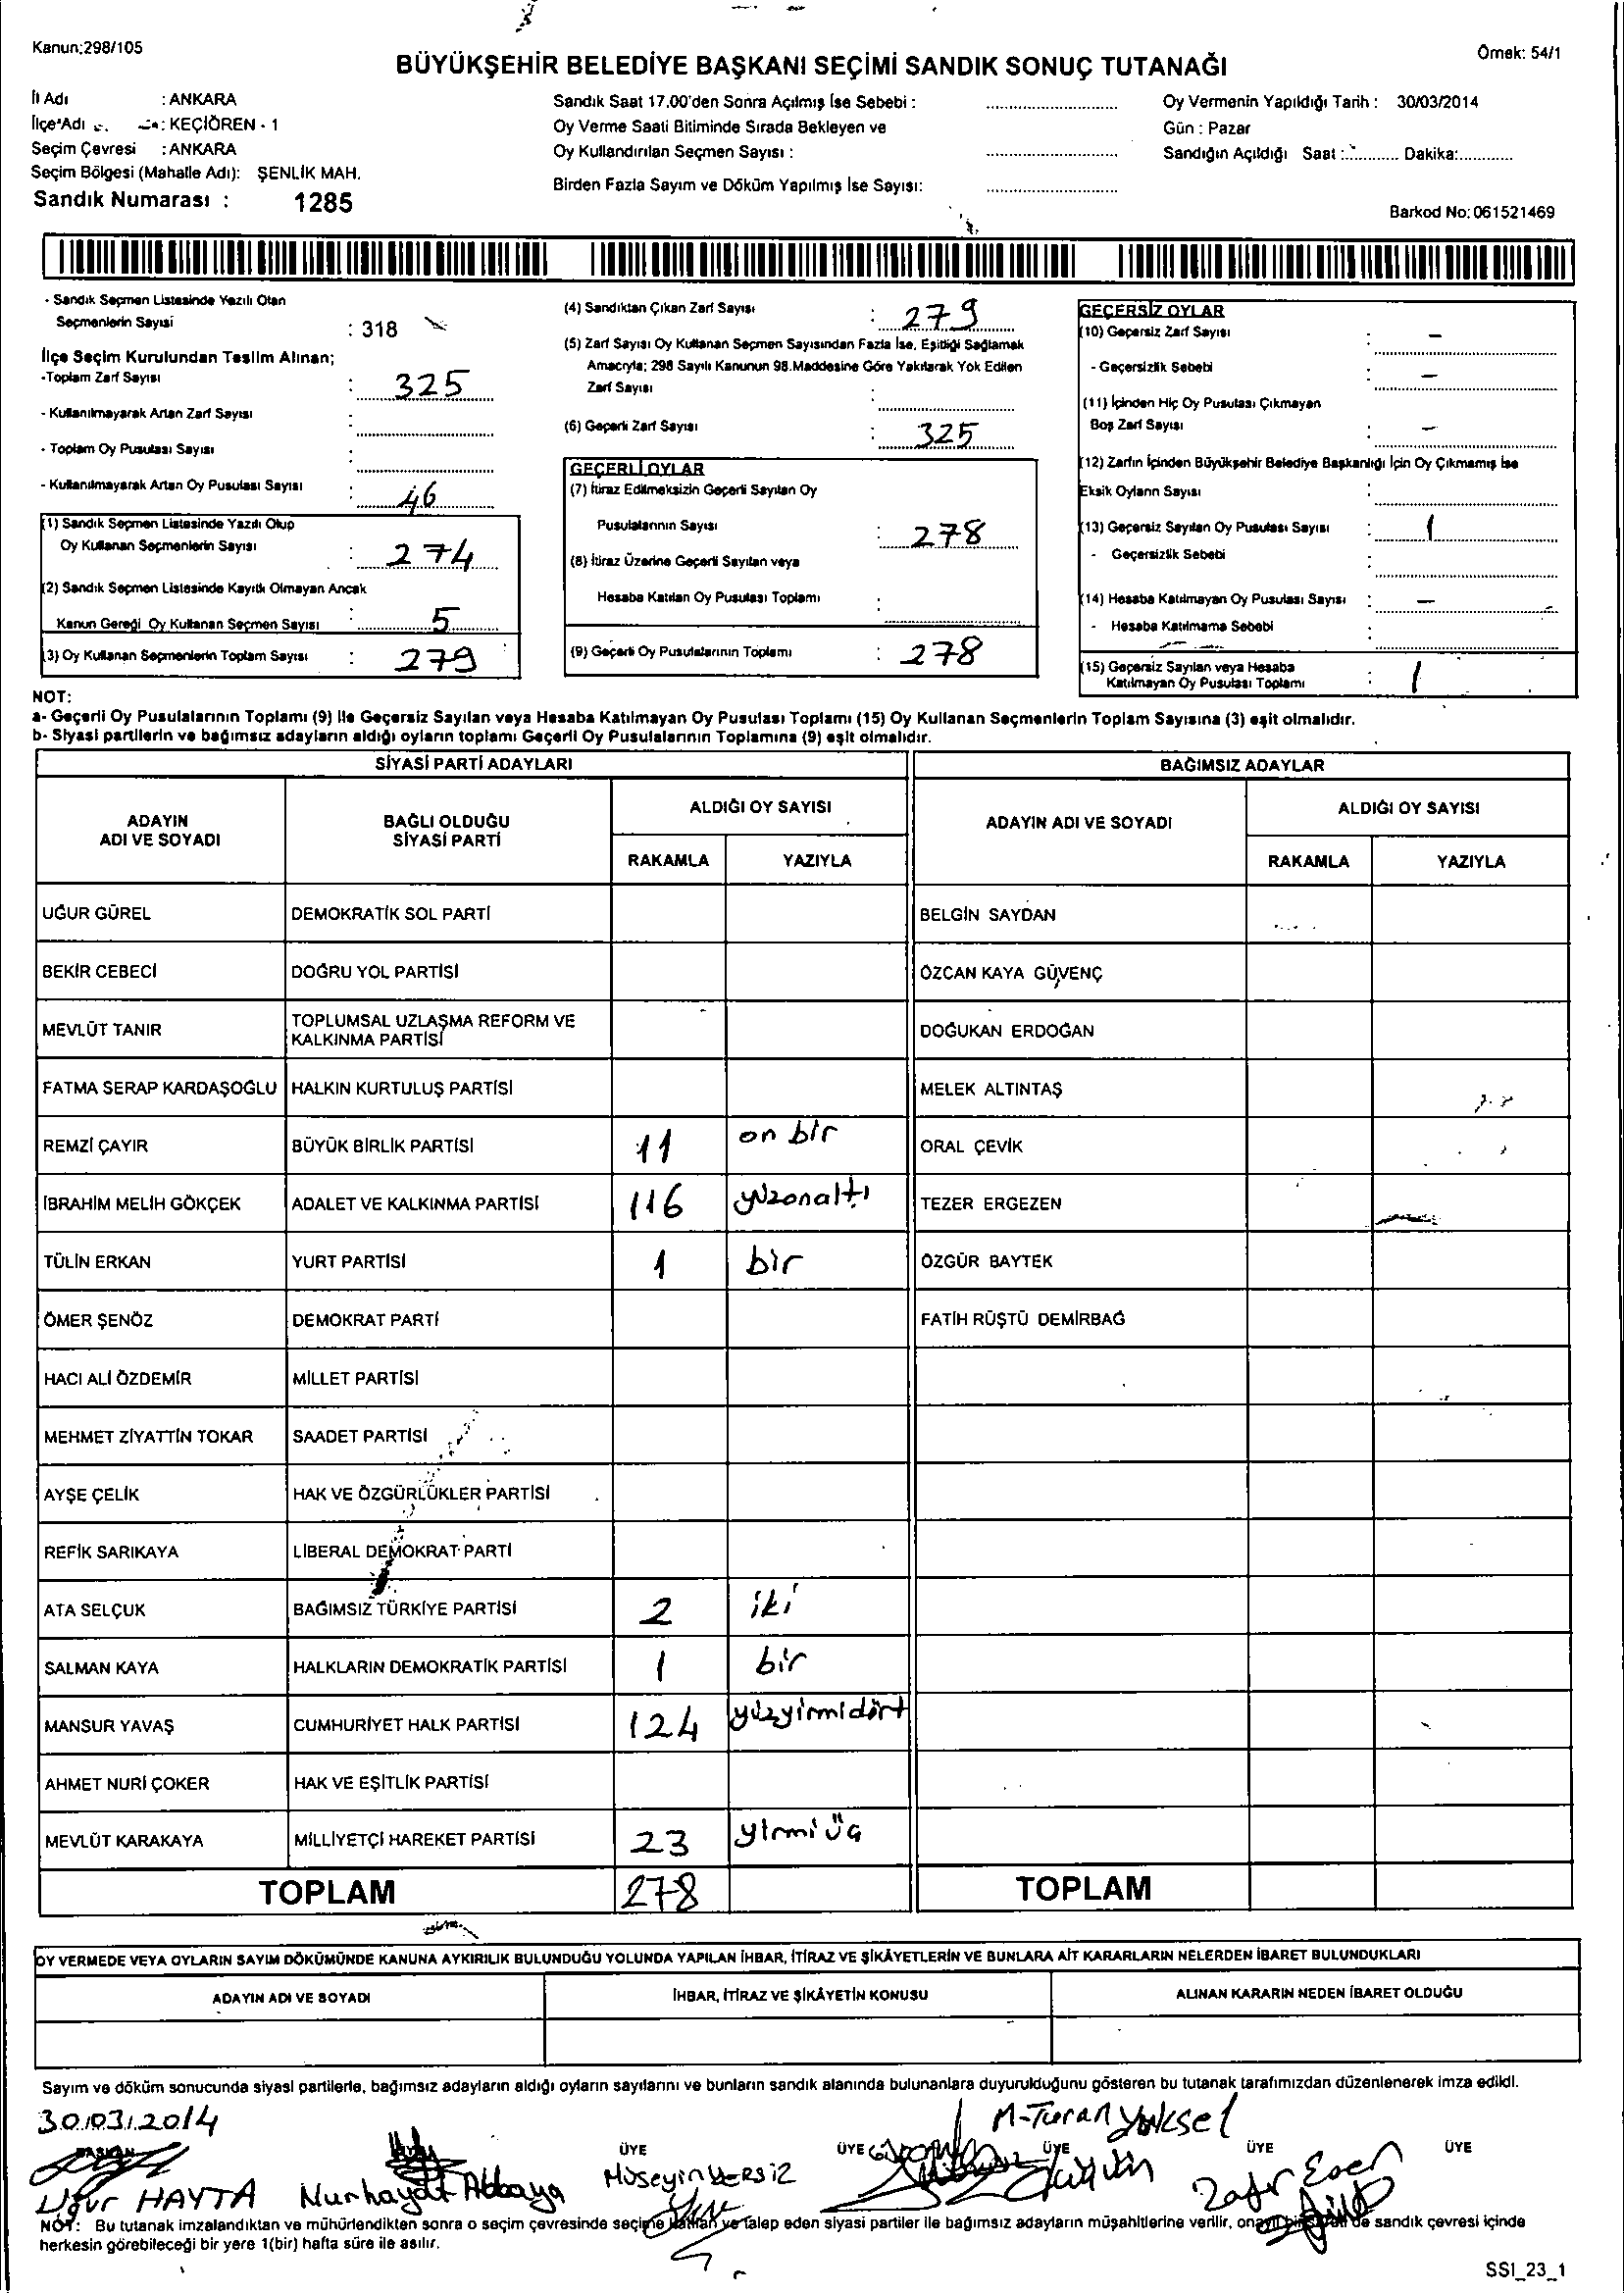 Kanun:298/105
Örnek: 54/1
BÜYÜKŞEHİR BELEDİYE BAŞKANI SEÇİMİ SANDIK SONUÇ TUTANAĞI
İl Adı : ANKARA
İlçe Adı : KEÇİÖREN - 1
Seçim Çevresi : ANKARA
Seçim Bölgesi (Mahalle Adı): ŞENLİK MAH.
Sandık Numarası : 1285
Sandık Saat 17.00'den Sonra Açılmış İse Sebebi :
Oy Verme Saati Bitiminde Sırada Bekleyen ve
Oy Kullandırılan Seçmen Sayısı :
Birden Fazla Sayım ve Döküm Yapılmış İse Sayısı:
Oy Vermenin Yapıldığı Tarih : 30/03/2014
Gün : Pazar
Sandığın Açıldığı Saat :............ Dakika:............
Barkod No: 061521469
- Sandık Seçmen Listesinde Yazılı Olan
Seçmenlerin Sayısı : 318
İlçe Seçim Kurulundan Teslim Alınan;
-Toplam Zarf Sayısı : 325
- Kullanılmayarak Artan Zarf Sayısı :
- Toplam Oy Pusulası Sayısı :
- Kullanılmayarak Artan Oy Pusulası Sayısı : 46
(1) Sandık Seçmen Listesinde Yazılı Olup
Oy Kullanan Seçmenlerin Sayısı : 274
(2) Sandık Seçmen Listesinde Kayıtlı Olmayan Ancak
Kanun Gereği Oy Kullanan Seçmen Sayısı : 5
(3) Oy Kullanan Seçmenlerin Toplam Sayısı : 279
(4) Sandıktan Çıkan Zarf Sayısı : 279
(5) Zarf Sayısı Oy Kullanan Seçmen Sayısından Fazla İse, Eşitliği Sağlamak
Amacıyla; 298 Sayılı Kanunun 98.Maddesine Göre Yakılarak Yok Edilen
Zarf Sayısı :
(6) Geçerli Zarf Sayısı : 325
GEÇERLİ OYLAR
(7) İtiraz Edilmeksizin Geçerli Sayılan Oy
Pusulalarının Sayısı : 278
(8) İtiraz Üzerine Geçerli Sayılan veya
Hesaba Katılan Oy Pusulası Toplamı :
(9) Geçerli Oy Pusulalarının Toplamı : 278
GEÇERSİZ OYLAR
(10) Geçersiz Zarf Sayısı : -
- Geçersizlik Sebebi : -
(11) İçinden Hiç Oy Pusulası Çıkmayan
Boş Zarf Sayısı : -
(12) Zarfın İçinden Büyükşehir Belediye Başkanlığı İçin Oy Çıkmamış İse
Eksik Oyların Sayısı :
(13) Geçersiz Sayılan Oy Pusulası Sayısı : 1
- Geçersizlik Sebebi
(14) Hesaba Katılmayan Oy Pusulası Sayısı : -
- Hesaba Katılmama Sebebi :
(15) Geçersiz Sayılan veya Hesaba
Katılmayan Oy Pusulası Toplamı : 1
NOT:
a- Geçerli Oy Pusulalarının Toplamı (9) ile Geçersiz Sayılan veya Hesaba Katılmayan Oy Pusulası Toplamı (15) Oy Kullanan Seçmenlerin Toplam Sayısına (3) eşit olmalıdır.
b- Siyasi partilerin ve bağımsız adayların aldığı oyların toplamı Geçerli Oy Pusulalarının Toplamına (9) eşit olmalıdır.
SİYASİ PARTİ ADAYLARI BAĞIMSIZ ADAYLAR
ADAYIN ADI VE SOYADI BAĞLI OLDUĞU SİYASİ PARTİ ALDIĞI OY SAYISI ADAYIN ADI VE SOYADI ALDIĞI OY SAYISI
RAKAMLA YAZIYLA RAKAMLA YAZIYLA
UĞUR GÜREL DEMOKRATİK SOL PARTİ BELGİN SAYDAN
BEKİR CEBECİ DOĞRU YOL PARTİSİ ÖZCAN KAYA GÜVENÇ
MEVLÜT TANIR TOPLUMSAL UZLAŞMA REFORM VE KALKINMA PARTİSİ DOĞUKAN ERDOĞAN
FATMA SERAP KARDAŞOĞLU HALKIN KURTULUŞ PARTİSİ MELEK ALTINTAŞ
REMZİ ÇAYIR BÜYÜK BİRLİK PARTİSİ 11 on bir ORAL ÇEVİK
İBRAHİM MELİH GÖKÇEK ADALET VE KALKINMA PARTİSİ 116 yüzonaltı TEZER ERGEZEN
TÜLİN ERKAN YURT PARTİSİ 1 bir ÖZGÜR BAYTEK
ÖMER ŞENÖZ DEMOKRAT PARTİ FATİH RÜŞTÜ DEMİRBAĞ
HACI ALİ ÖZDEMİR MİLLET PARTİSİ
MEHMET ZİYATTİN TOKAR SAADET PARTİSİ
AYŞE ÇELİK HAK VE ÖZGÜRLÜKLER PARTİSİ
REFİK SARIKAYA LİBERAL DEMOKRAT PARTİ
ATA SELÇUK BAĞIMSIZ TÜRKİYE PARTİSİ 2 iki
SALMAN KAYA HALKLARIN DEMOKRATİK PARTİSİ 1 bir
MANSUR YAVAŞ CUMHURİYET HALK PARTİSİ 124 yüzyirmidört
AHMET NURİ ÇOKER HAK VE EŞİTLİK PARTİSİ
MEVLÜT KARAKAYA MİLLİYETÇİ HAREKET PARTİSİ 23 yirmi üç
TOPLAM 278 TOPLAM
OY VERMEDE VEYA OYLARIN SAYIM DÖKÜMÜNDE KANUNA AYKIRILIK BULUNDUĞU YOLUNDA YAPILAN İHBAR, İTİRAZ VE ŞİKÂYETLERİN VE BUNLARA AİT KARARLARIN NELERDEN İBARET BULUNDUKLARI
ADAYIN ADI VE SOYADI İHBAR, İTİRAZ VE ŞİKÂYETİN KONUSU ALINAN KARARIN NEDEN İBARET OLDUĞU
Sayım ve döküm sonucunda siyasi partilerle, bağımsız adayların aldığı oyların sayılarını ve bunların sandık alanında bulunanlara duyurulduğunu gösteren bu tutanak tarafımızdan düzenlenerek imza edildi.
30.03.2014 M-Turan Yüksel
BAŞKAN ÜYE ÜYE ÜYE ÜYE ÜYE
Uğur HAYTA Nurhayat Hüseyin Zafer Esen
NOT: Bu tutanak imzalandıktan ve mühürlendikten sonra o seçim çevresinde seçime katılan ve talep eden siyasi partiler ile bağımsız adayların müşahitlerine verilir, onaylı bir sureti de sandık çevresi içinde
herkesin görebileceği bir yere 1(bir) hafta süre ile asılır.
SSI_23_1